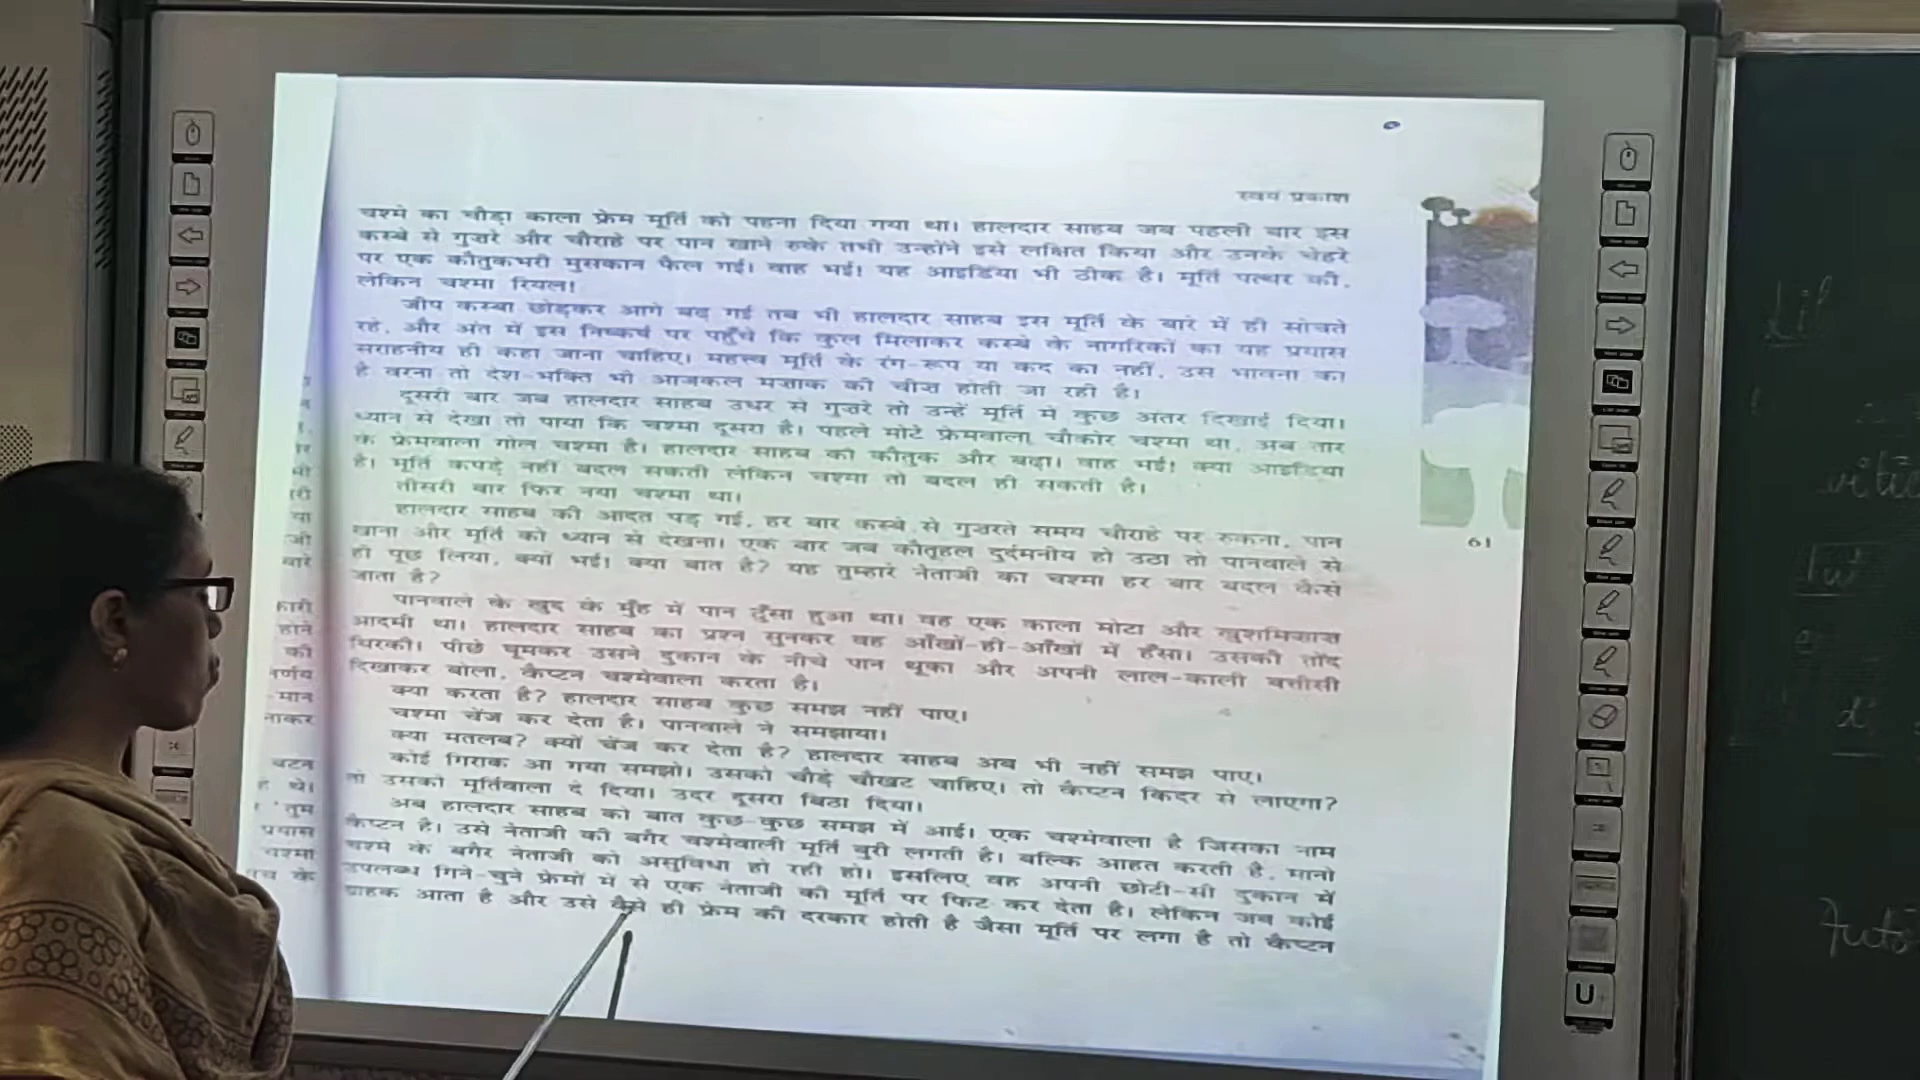 स्वयं प्रकाश
चश्मे का चौड़ा काला फ्रेम मूर्ति को पहना दिया गया था। हालदार साहब जब पहली बार इस
कस्बे से गुज़रे और चौराहे पर पान खाने रुके तभी उन्होंने इसे लक्षित किया और उनके चेहरे
पर एक कौतुकभरी मुसकान फैल गई। वाह भई! यह आइडिया भी ठीक है। मूर्ति पत्थर की,
लेकिन चश्मा रियल!
जीप कस्बा छोड़कर आगे बढ़ गई तब भी हालदार साहब इस मूर्ति के बारे में ही सोचते
रहे, और अंत में इस निष्कर्ष पर पहुँचे कि कुल मिलाकर कस्बे के नागरिकों का यह प्रयास
सराहनीय ही कहा जाना चाहिए। महत्त्व मूर्ति के रंग-रूप या कद का नहीं, उस भावना का
है वरना तो देश-भक्ति भी आजकल मज़ाक की चीज़ होती जा रही है।
दूसरी बार जब हालदार साहब उधर से गुज़रे तो उन्हें मूर्ति में कुछ अंतर दिखाई दिया।
ध्यान से देखा तो पाया कि चश्मा दूसरा है। पहले मोटे फ्रेमवाला चौकोर चश्मा था, अब तार
के फ्रेमवाला गोल चश्मा है। हालदार साहब का कौतुक और बढ़ा। वाह भई! क्या आइडिया
है। मूर्ति कपड़े नहीं बदल सकती लेकिन चश्मा तो बदल ही सकती है।
तीसरी बार फिर नया चश्मा था।
हालदार साहब की आदत पड़ गई, हर बार कस्बे से गुज़रते समय चौराहे पर रुकना, पान
खाना और मूर्ति को ध्यान से देखना। एक बार जब कौतूहल दुर्दमनीय हो उठा तो पानवाले से
ही पूछ लिया, क्यों भई! क्या बात है? यह तुम्हारे नेताजी का चश्मा हर बार बदल कैसे
जाता है?
61
पानवाले के खुद के मुँह में पान ठुँसा हुआ था। वह एक काला मोटा और खुशमिज़ाज
आदमी था। हालदार साहब का प्रश्न सुनकर वह आँखों-ही-आँखों में हँसा। उसकी तोंद
थिरकी। पीछे घूमकर उसने दुकान के नीचे पान थूका और अपनी लाल-काली बत्तीसी
दिखाकर बोला, कैप्टन चश्मेवाला करता है।
क्या करता है? हालदार साहब कुछ समझ नहीं पाए।
चश्मा चेंज कर देता है। पानवाले ने समझाया।
क्या मतलब? क्यों चेंज कर देता है? हालदार साहब अब भी नहीं समझ पाए।
कोई गिराक आ गया समझो। उसको चौड़े चौखट चाहिए। तो कैप्टन किदर से लाएगा?
तो उसको मूर्तिवाला दे दिया। उदर दूसरा बिठा दिया।
अब हालदार साहब को बात कुछ-कुछ समझ में आई। एक चश्मेवाला है जिसका नाम
कैप्टन है। उसे नेताजी की बगैर चश्मेवाली मूर्ति बुरी लगती है। बल्कि आहत करती है, मानो
चश्मे के बगैर नेताजी को असुविधा हो रही हो। इसलिए वह अपनी छोटी-सी दुकान में
उपलब्ध गिने-चुने फ्रेमों में से एक नेताजी की मूर्ति पर फिट कर देता है। लेकिन जब कोई
ग्राहक आता है और उसे वैसे ही फ्रेम की दरकार होती है जैसा मूर्ति पर लगा है तो कैप्टन